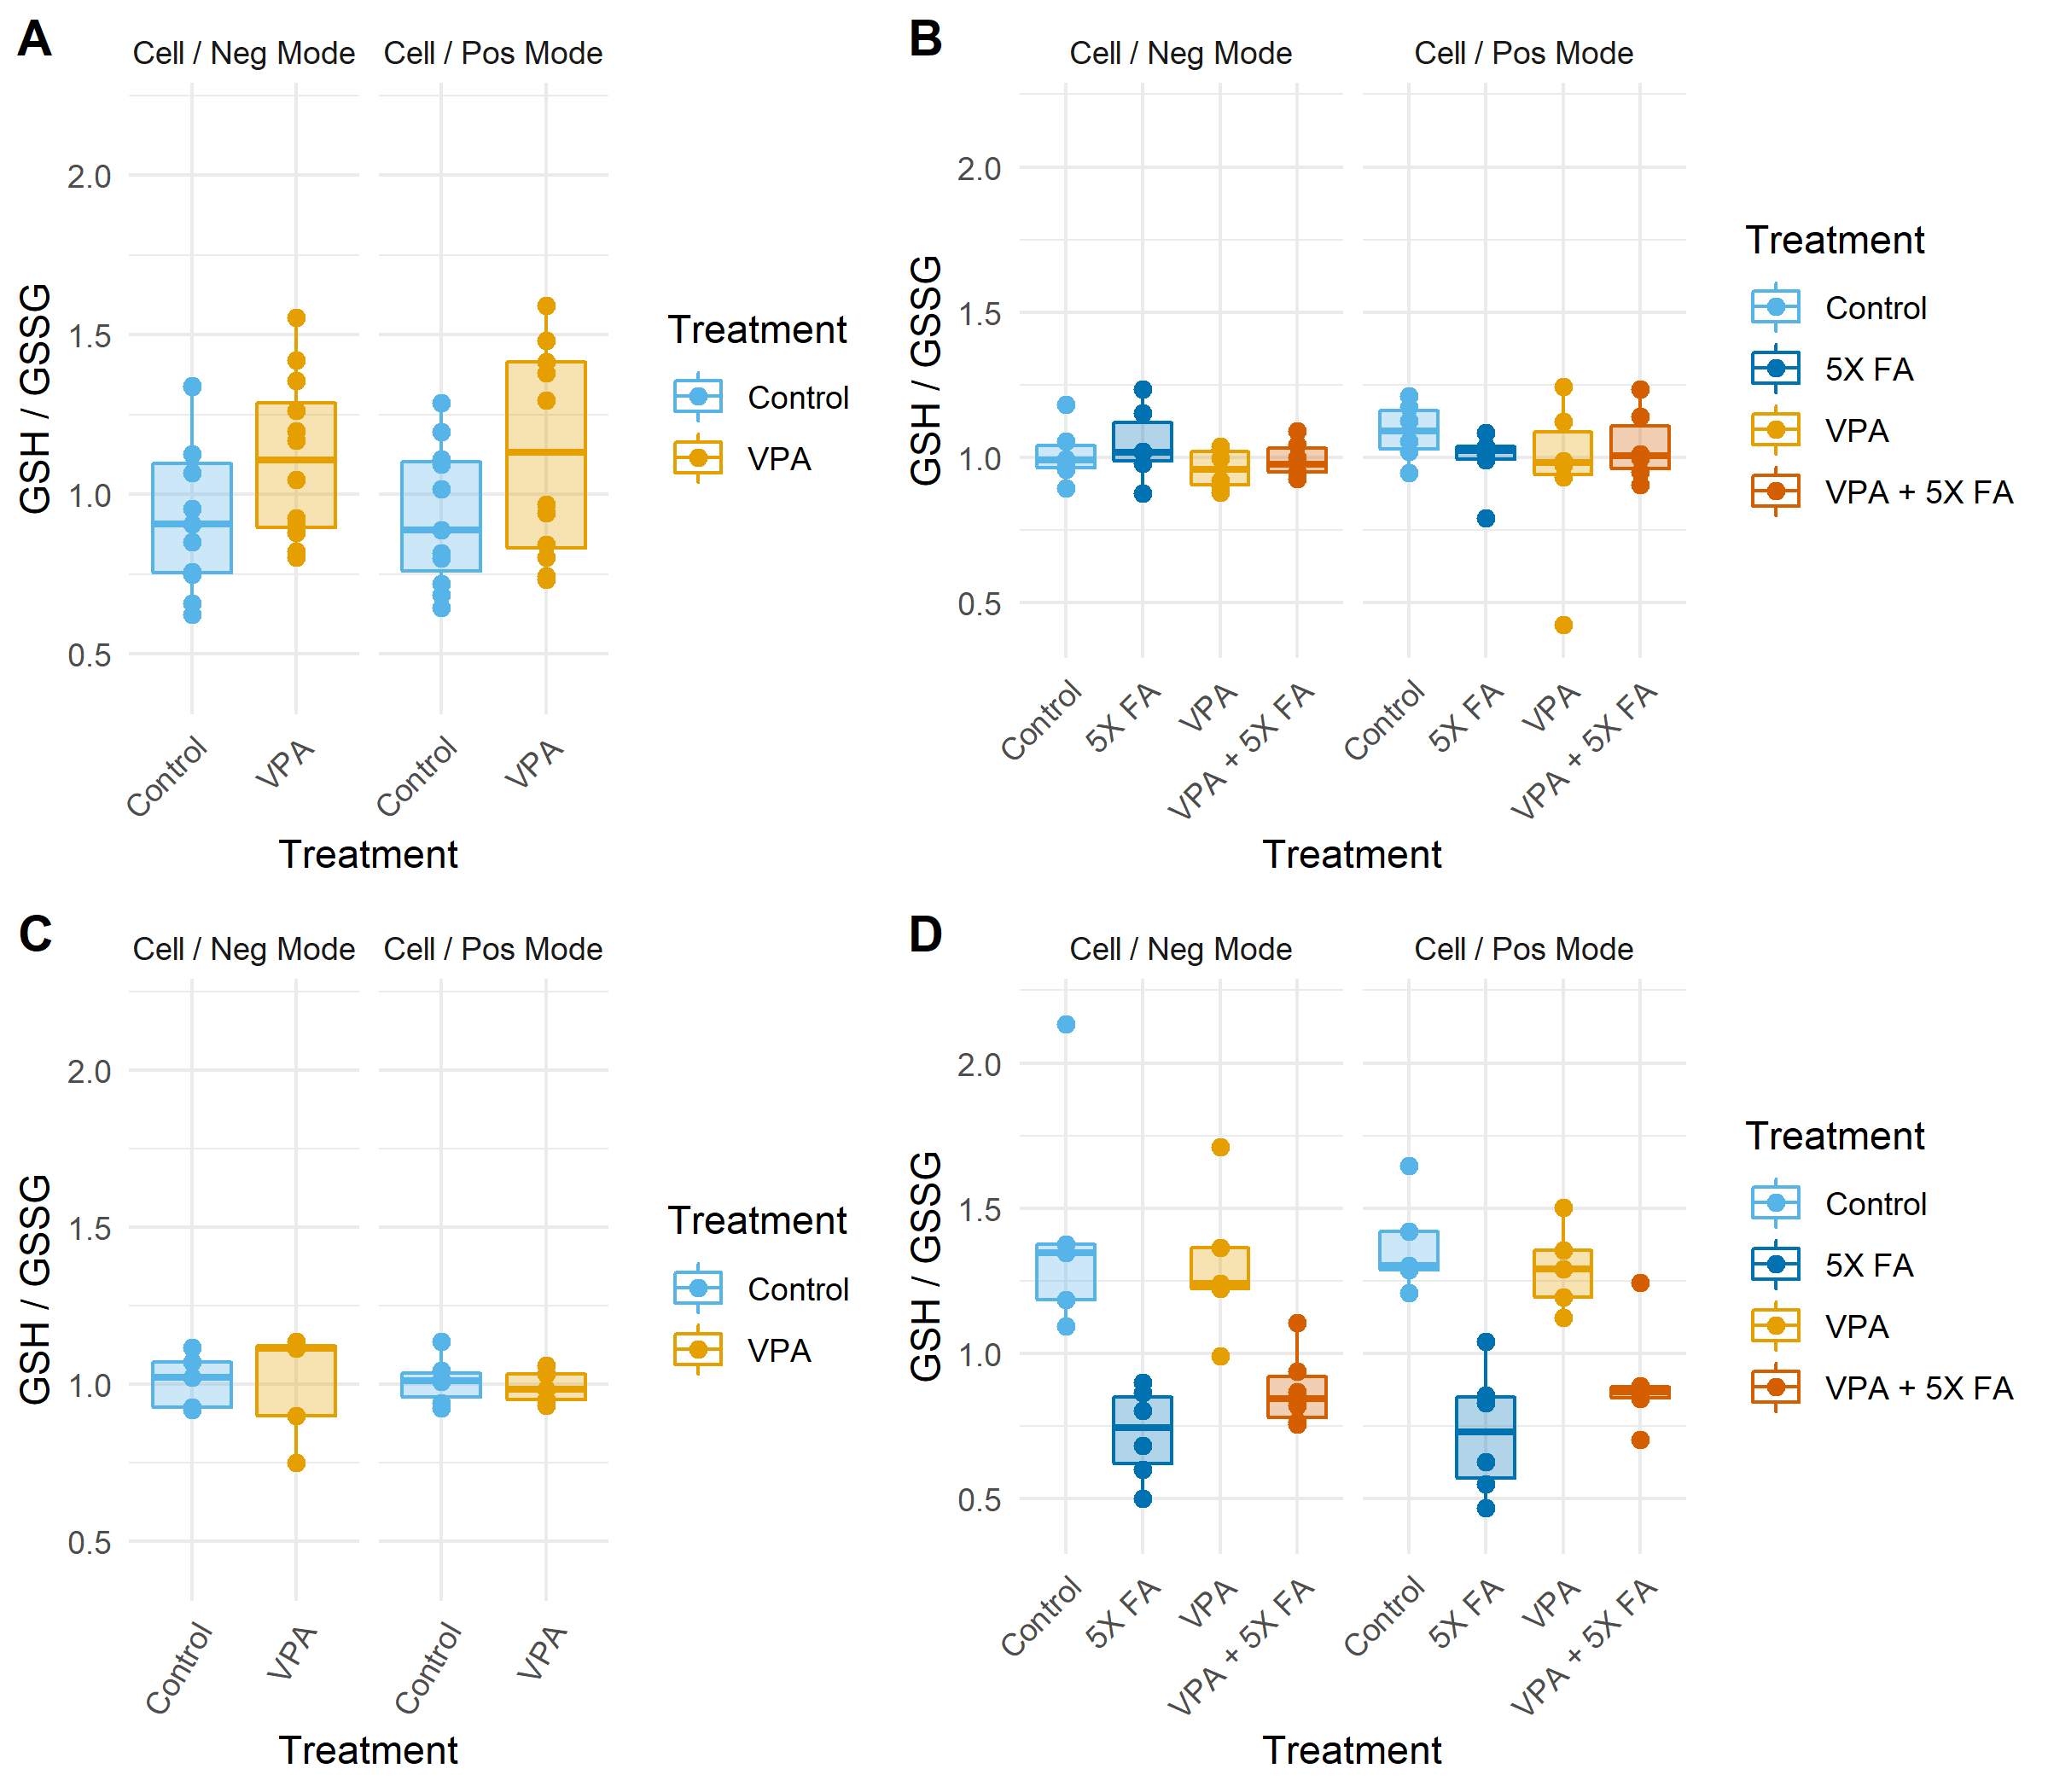 A
Cell / Neg Mode
Cell / Pos Mode
GSH / GSSG
2.0
1.5
1.0
0.5
Control
VPA
Control
VPA
Treatment
Treatment
Control
VPA
B
Cell / Neg Mode
Cell / Pos Mode
GSH / GSSG
2.0
1.5
1.0
0.5
Control
5X FA
VPA
VPA + 5X FA
Control
5X FA
VPA
VPA + 5X FA
Treatment
Treatment
Control
5X FA
VPA
VPA + 5X FA
C
Cell / Neg Mode
Cell / Pos Mode
GSH / GSSG
2.0
1.5
1.0
0.5
Control
VPA
Control
VPA
Treatment
Treatment
Control
VPA
D
Cell / Neg Mode
Cell / Pos Mode
GSH / GSSG
2.0
1.5
1.0
0.5
Control
5X FA
VPA
VPA + 5X FA
Control
5X FA
VPA
VPA + 5X FA
Treatment
Treatment
Control
5X FA
VPA
VPA + 5X FA